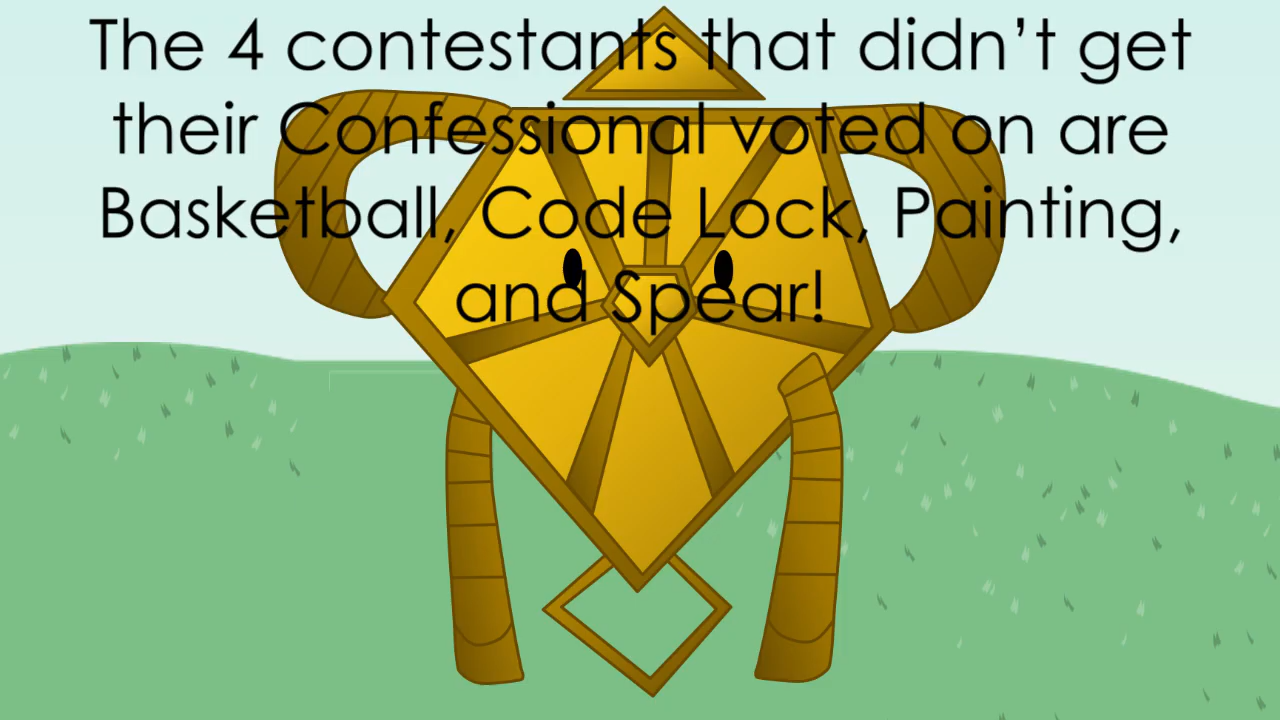 The 4 contestants that didn’t get
their Confessional voted on are
Basketball, Code Lock, Painting,
and Spear!